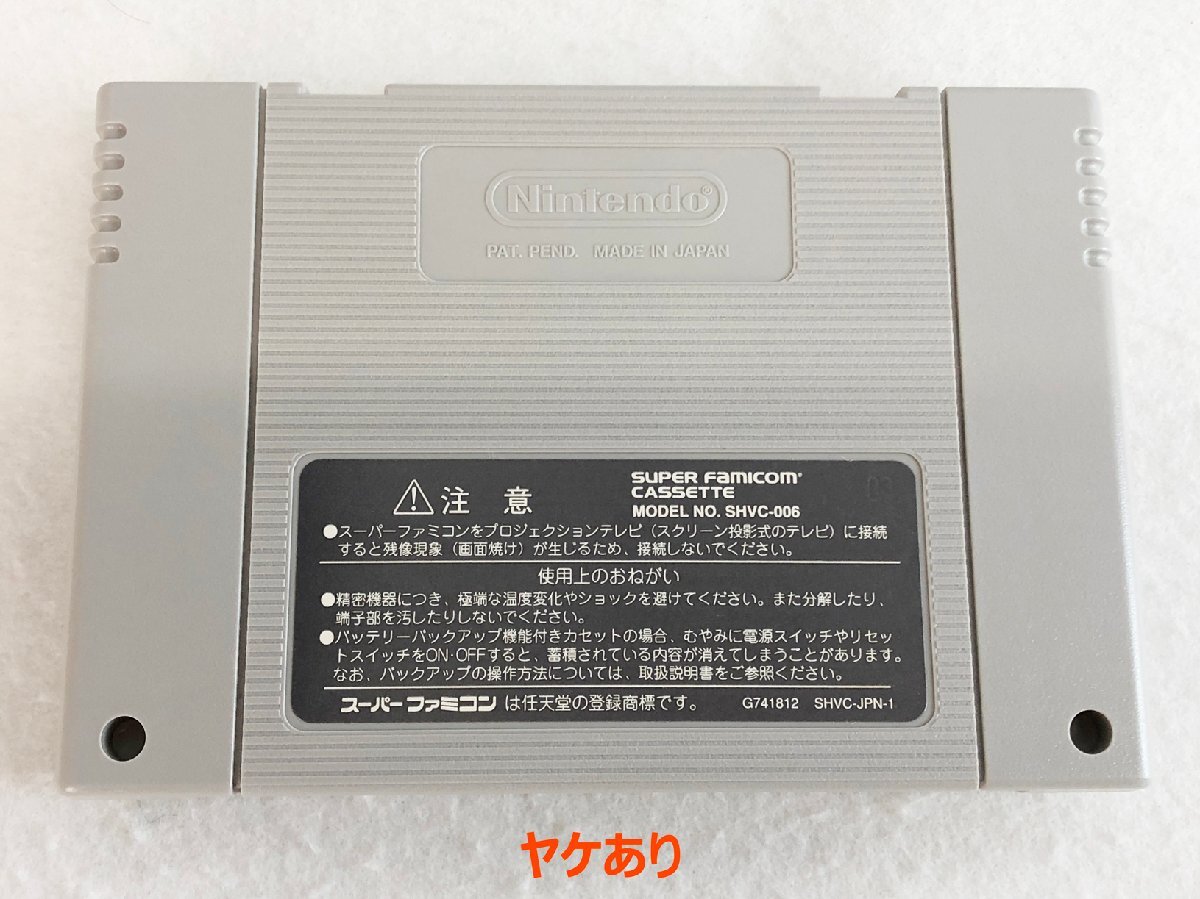 Nintendo®
PAT. PEND. MADE IN JAPAN
注 意
SUPER FAMICOM
CASSETTE
MODEL NO. SHVC-006
●スーパーファミコンをプロジェクションテレビ（スクリーン投影式のテレビ）に接続
すると残像現象（画面焼け）が生じるため、接続しないでください。
使用上のおねがい
●精密機器につき、極端な温度変化やショックを避けてください。また分解したり、
端子部を汚したりしないでください。
●バッテリーバックアップ機能付きカセットの場合、むやみに電源スイッチやリセッ
トスイッチをON・OFFすると、蓄積されている内容が消えてしまうことがあります。
なお、バックアップの操作方法については、取扱説明書をご参照ください。
スーパーファミコン は任天堂の登録商標です。 G741812 SHVC-JPN-1
ヤケあり